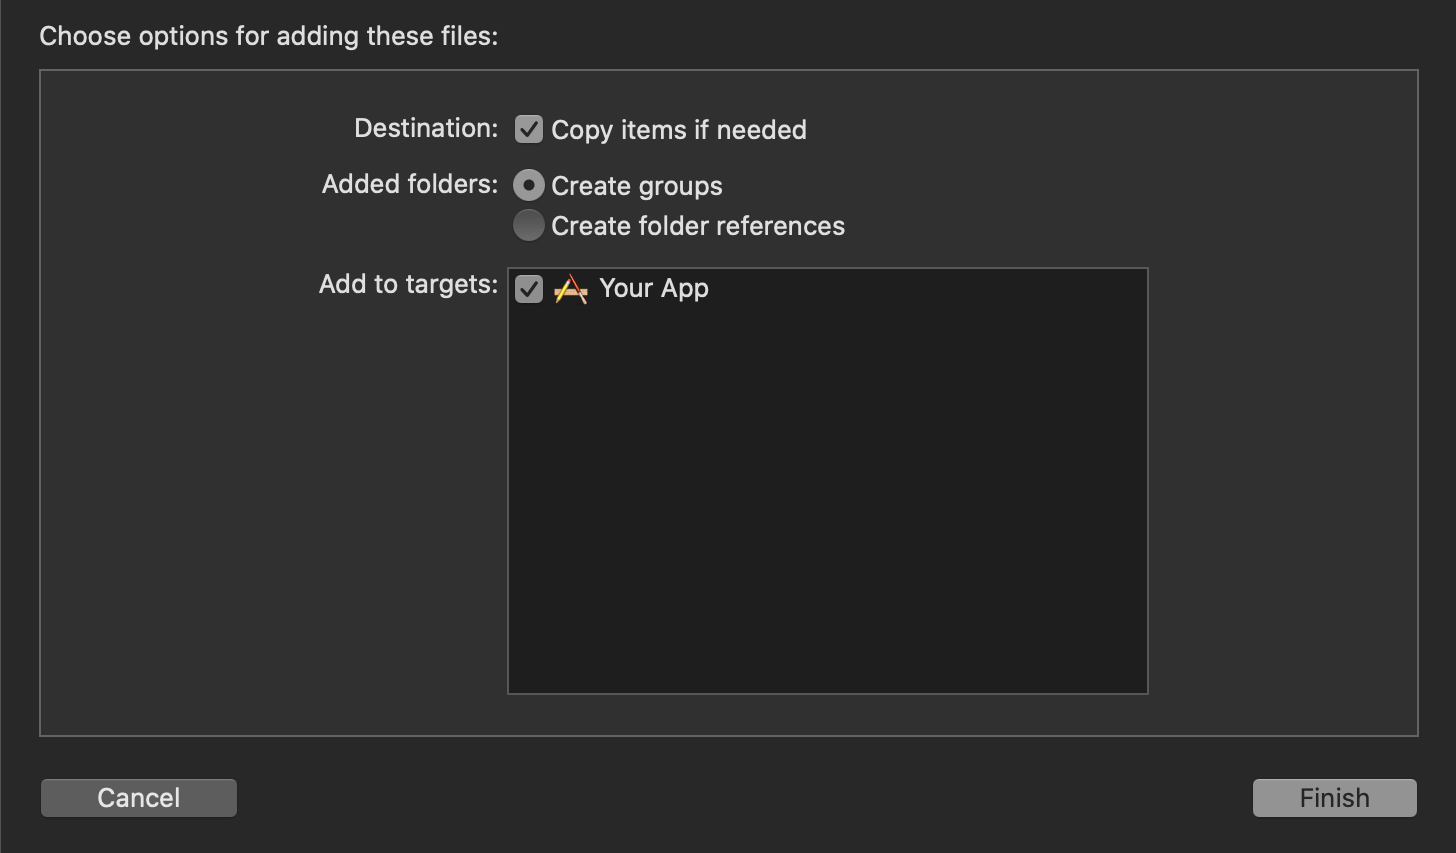 Choose options for adding these files:
Destination: Copy items if needed
Added folders: Create groups
Create folder references
Add to targets: Your App
Cancel
Finish